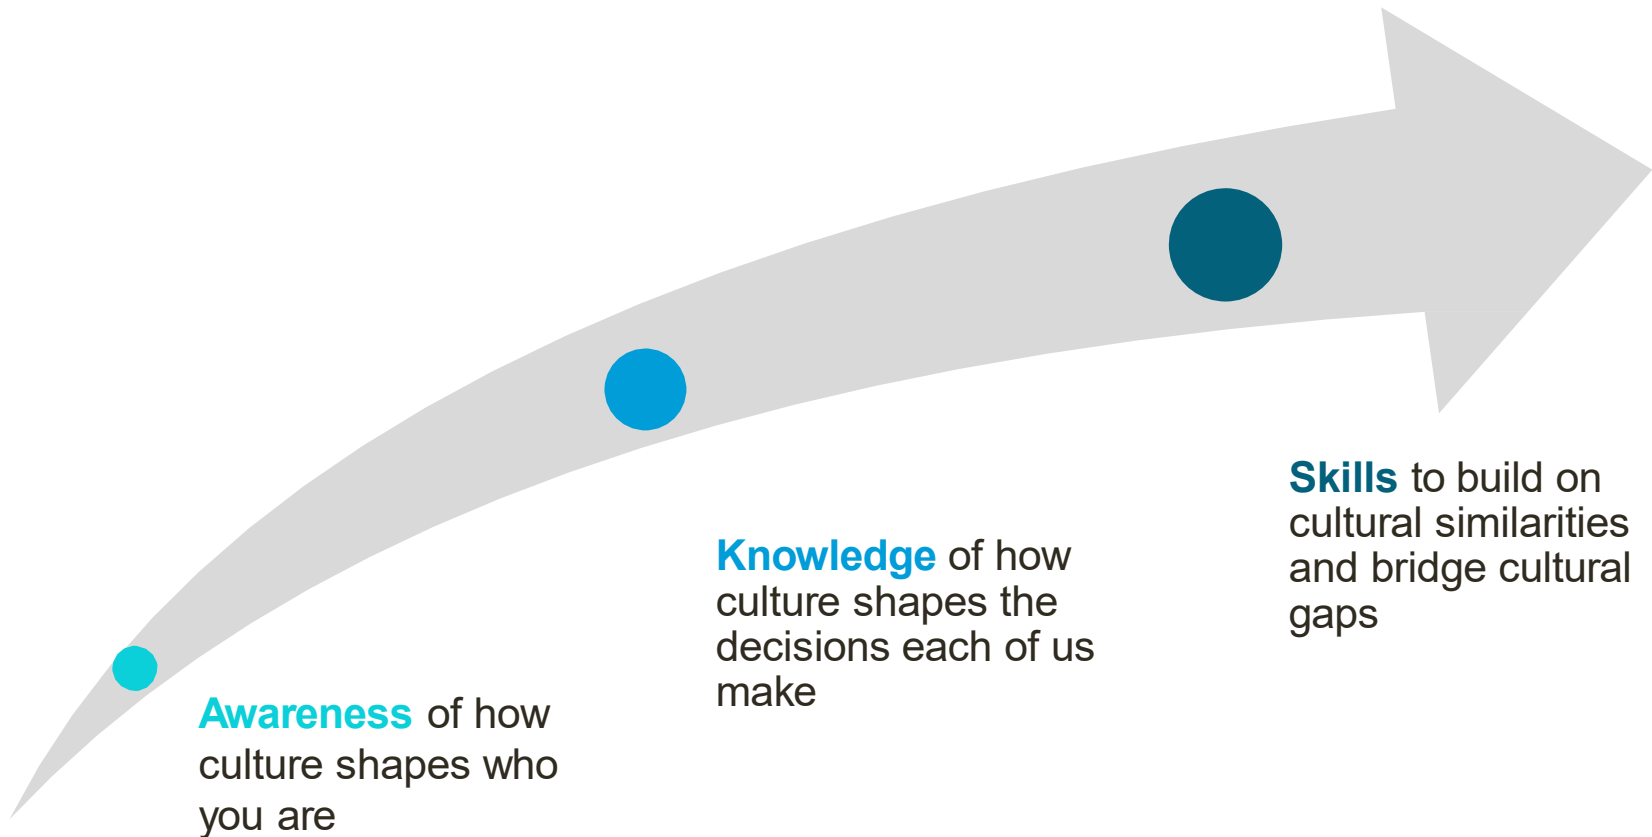 Awareness of how
culture shapes who
you are
Knowledge of how
culture shapes the
decisions each of us
make
Skills to build on
cultural similarities
and bridge cultural
gaps